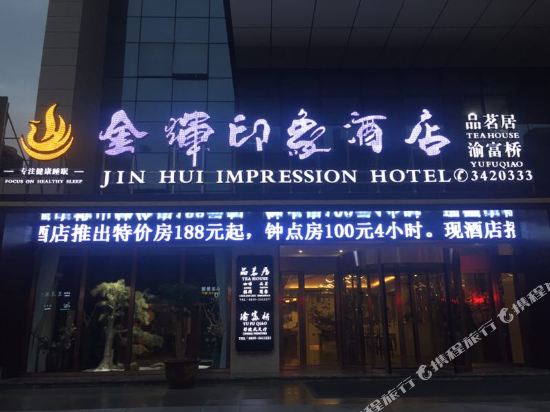 金辉印象酒店
JIN HUI IMPRESSION HOTEL
专注健康睡眠
FOCUS ON HEALTHY SLEEP
品茗居
TEA HOUSE
渝富桥
YUFUQIAO
3420333
酒店推出特价房188元起，钟点房100元4小时。现酒店招
品茗居
TEA HOUSE
渝富桥
YU FU QIAO
携程旅行